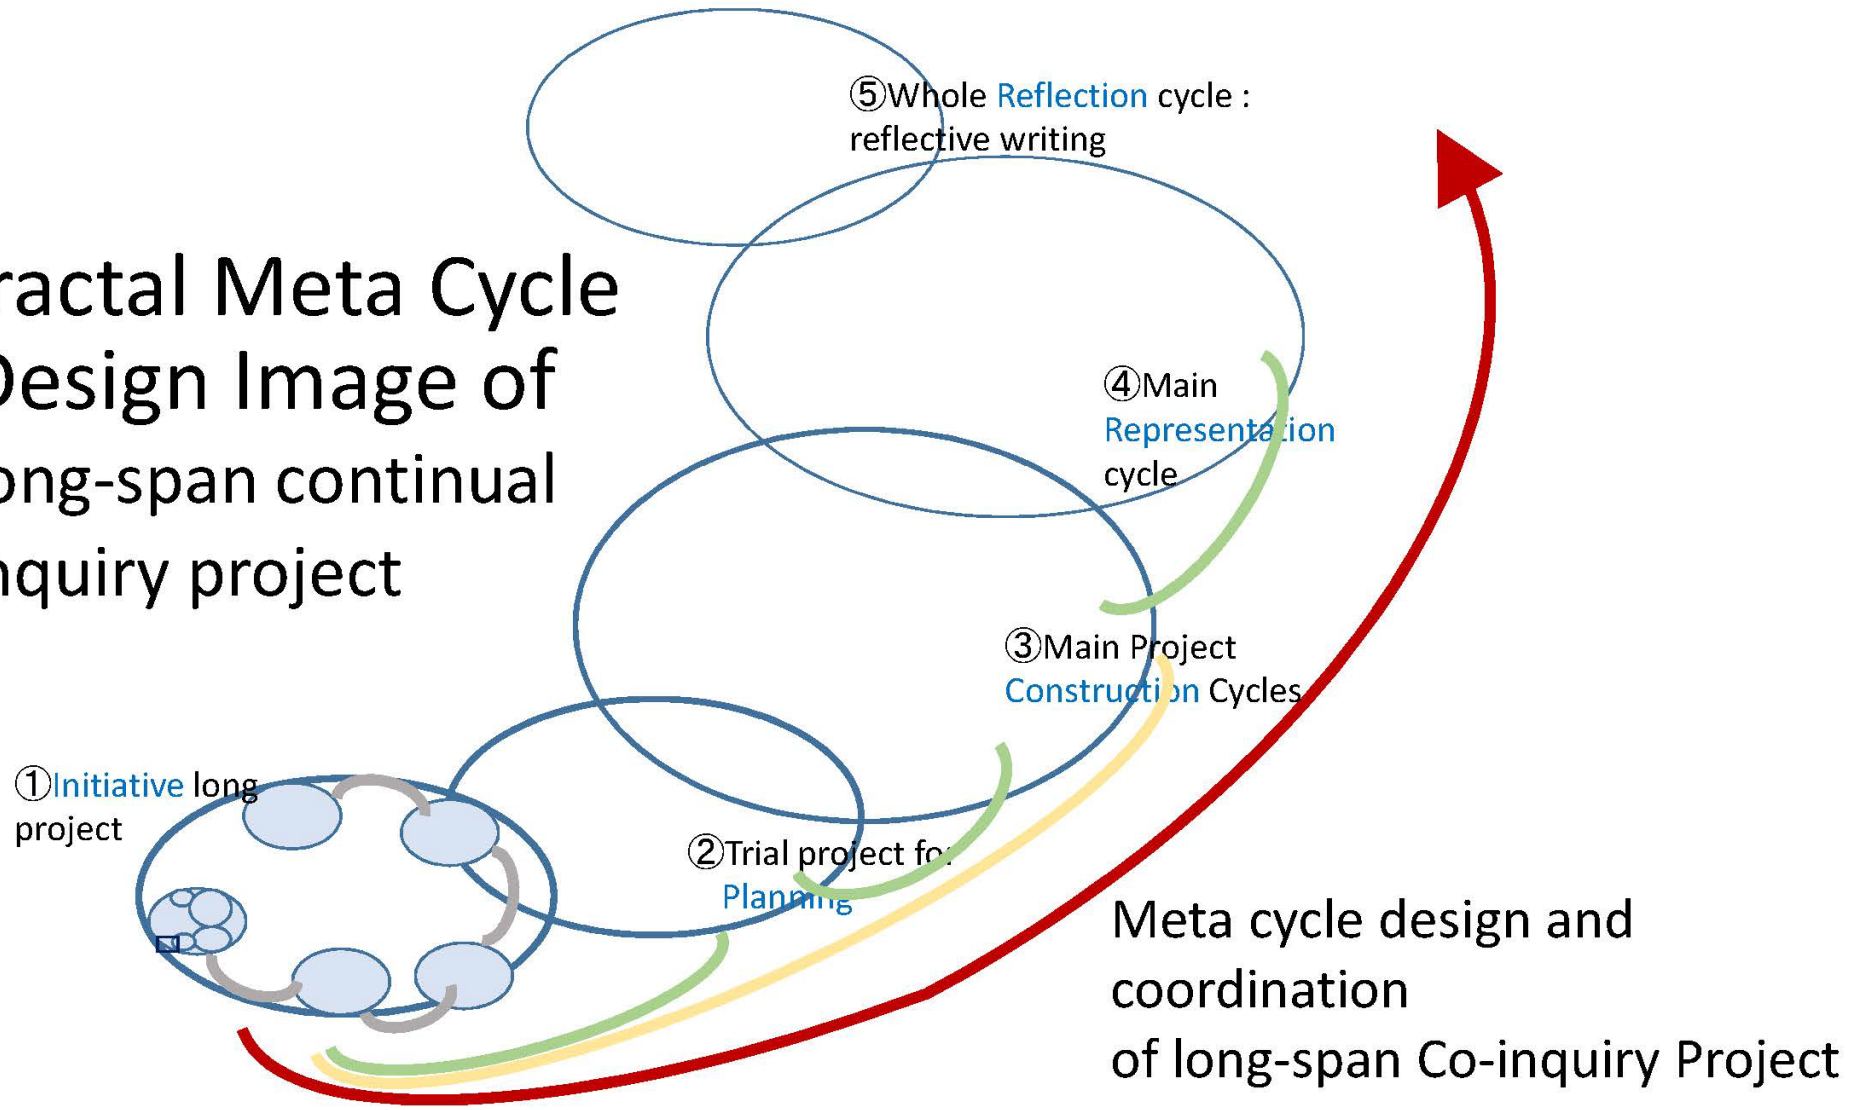 ⑤Whole Reflection cycle :
reflective writing
ractal Meta Cycle
Design Image of
ong-span continual
nquiry project
④Main
Representation
cycle
③Main Project
Construction Cycles
①Initiative long
project
②Trial project for
Planning
Meta cycle design and
coordination
of long-span Co-inquiry Project